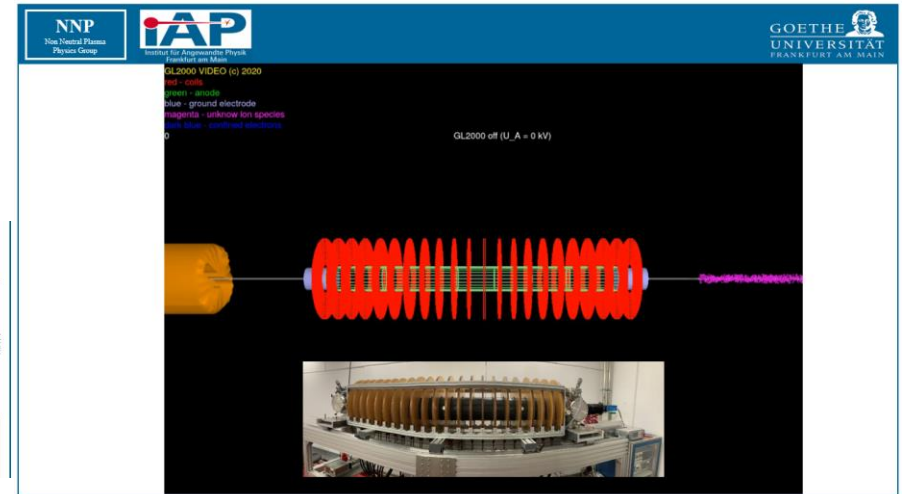 NNP
Non Neutral Plasma
Physics Group
IAP
Institut für Angewandte Physik
Frankfurt am Main
GOETHE
UNIVERSITÄT
FRANKFURT AM MAIN
GL2000 VIDEO (c) 2020
red - coils
green - anode
blue - ground electrode
magenta - unknow ion species
dark blue - confined electrons
0
GL2000 off (U_A = 0 kV)